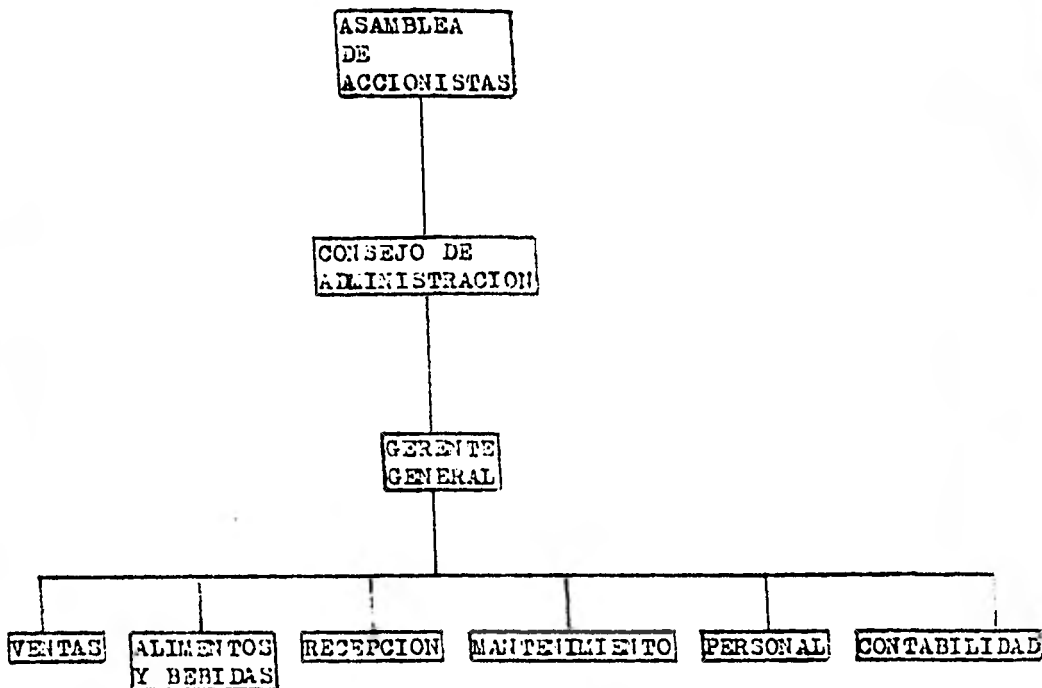 ASAMBLEA
DE
ACCIONISTAS
CONSEJO DE
ADMINISTRACION
GERENTE
GENERAL
VENTAS
ALIMENTOS
Y BEBIDAS
RECEPCION
MANTENIMIENTO
PERSONAL
CONTABILIDAD